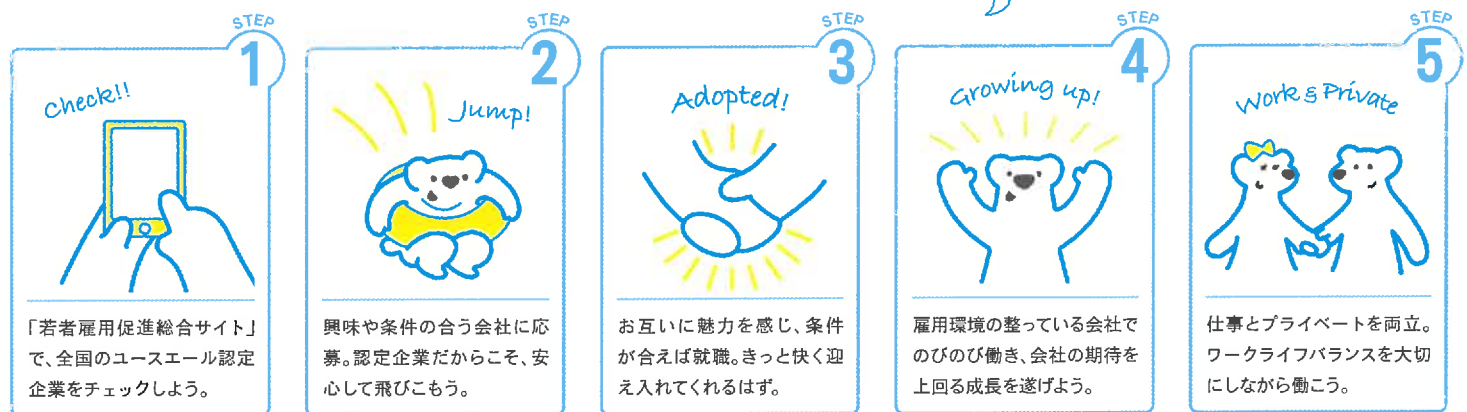 STEP
1
Check!!
「若者雇用促進総合サイト」
で、全国のユースエール認定
企業をチェックしよう。
STEP
2
Jump!
興味や条件の合う会社に応
募。認定企業だからこそ、安
心して飛びこもう。
STEP
3
Adopted!
お互いに魅力を感じ、条件
が合えば就職。きっと快く迎
え入れてくれるはず。
STEP
4
Growing up!
雇用環境の整っている会社で
のびのび働き、会社の期待を
上回る成長を遂げよう。
STEP
5
Work & Private
仕事とプライベートを両立。
ワークライフバランスを大切
にしながら働こう。